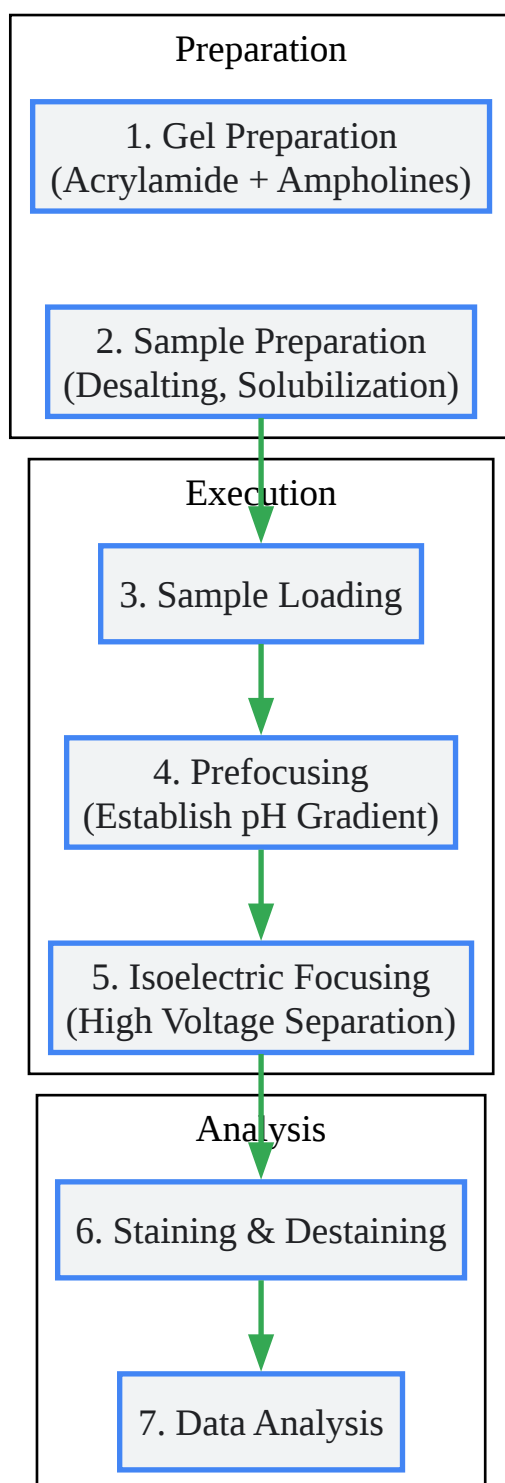 Preparation
1. Gel Preparation
(Acrylamide + Ampholines)
2. Sample Preparation
(Desalting, Solubilization)
Execution
3. Sample Loading
4. Prefocusing
(Establish pH Gradient)
5. Isoelectric Focusing
(High Voltage Separation)
Analysis
6. Staining & Destaining
7. Data Analysis